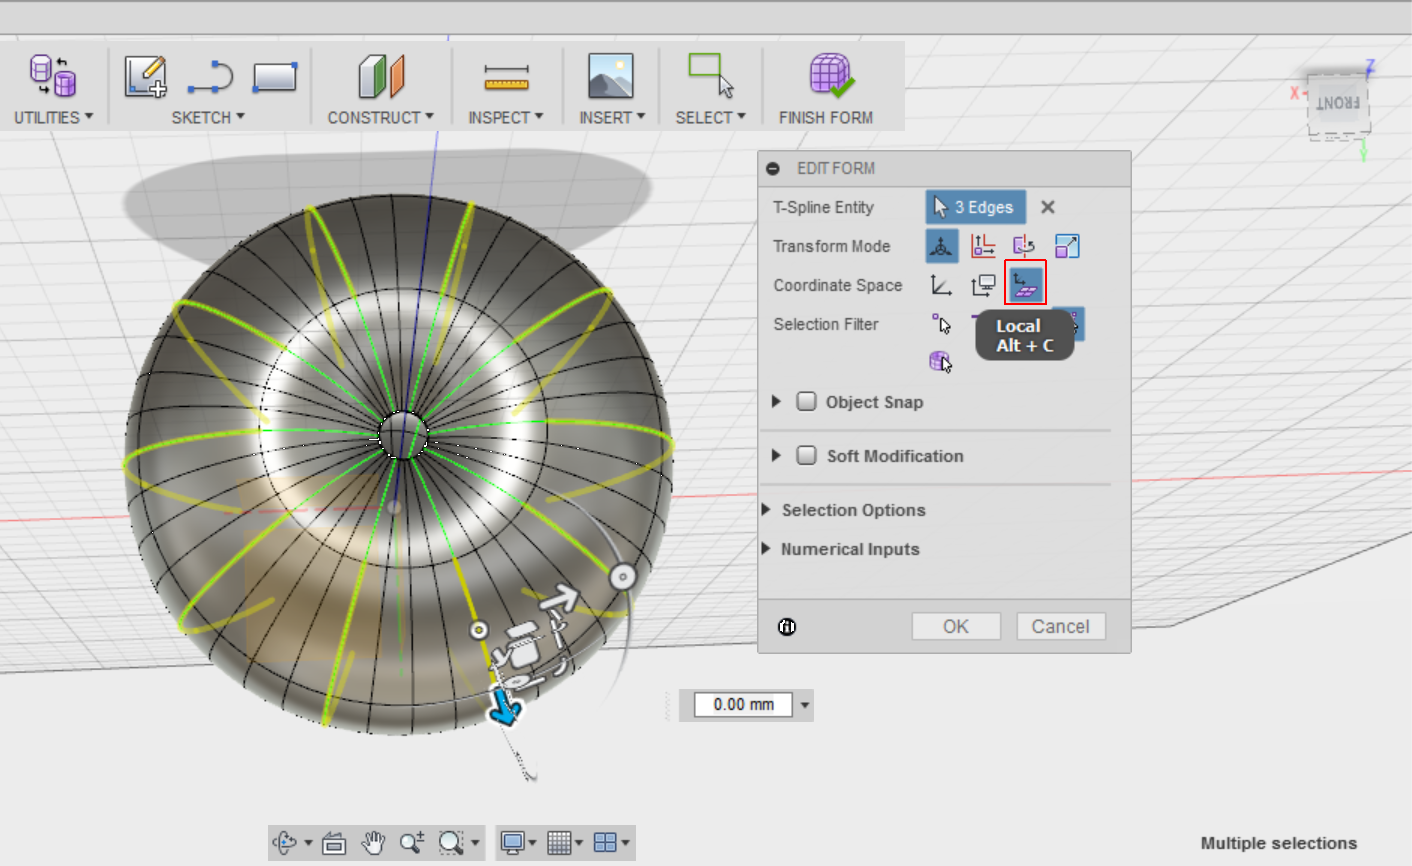 UTILITIES
SKETCH
CONSTRUCT
INSPECT
INSERT
SELECT
FINISH FORM
Z
X
FRONT
Y
EDIT FORM
T-Spline Entity
3 Edges
Transform Mode
Coordinate Space
Selection Filter
Local
Alt + C
Object Snap
Soft Modification
Selection Options
Numerical Inputs
OK
Cancel
0.00 mm
Multiple selections